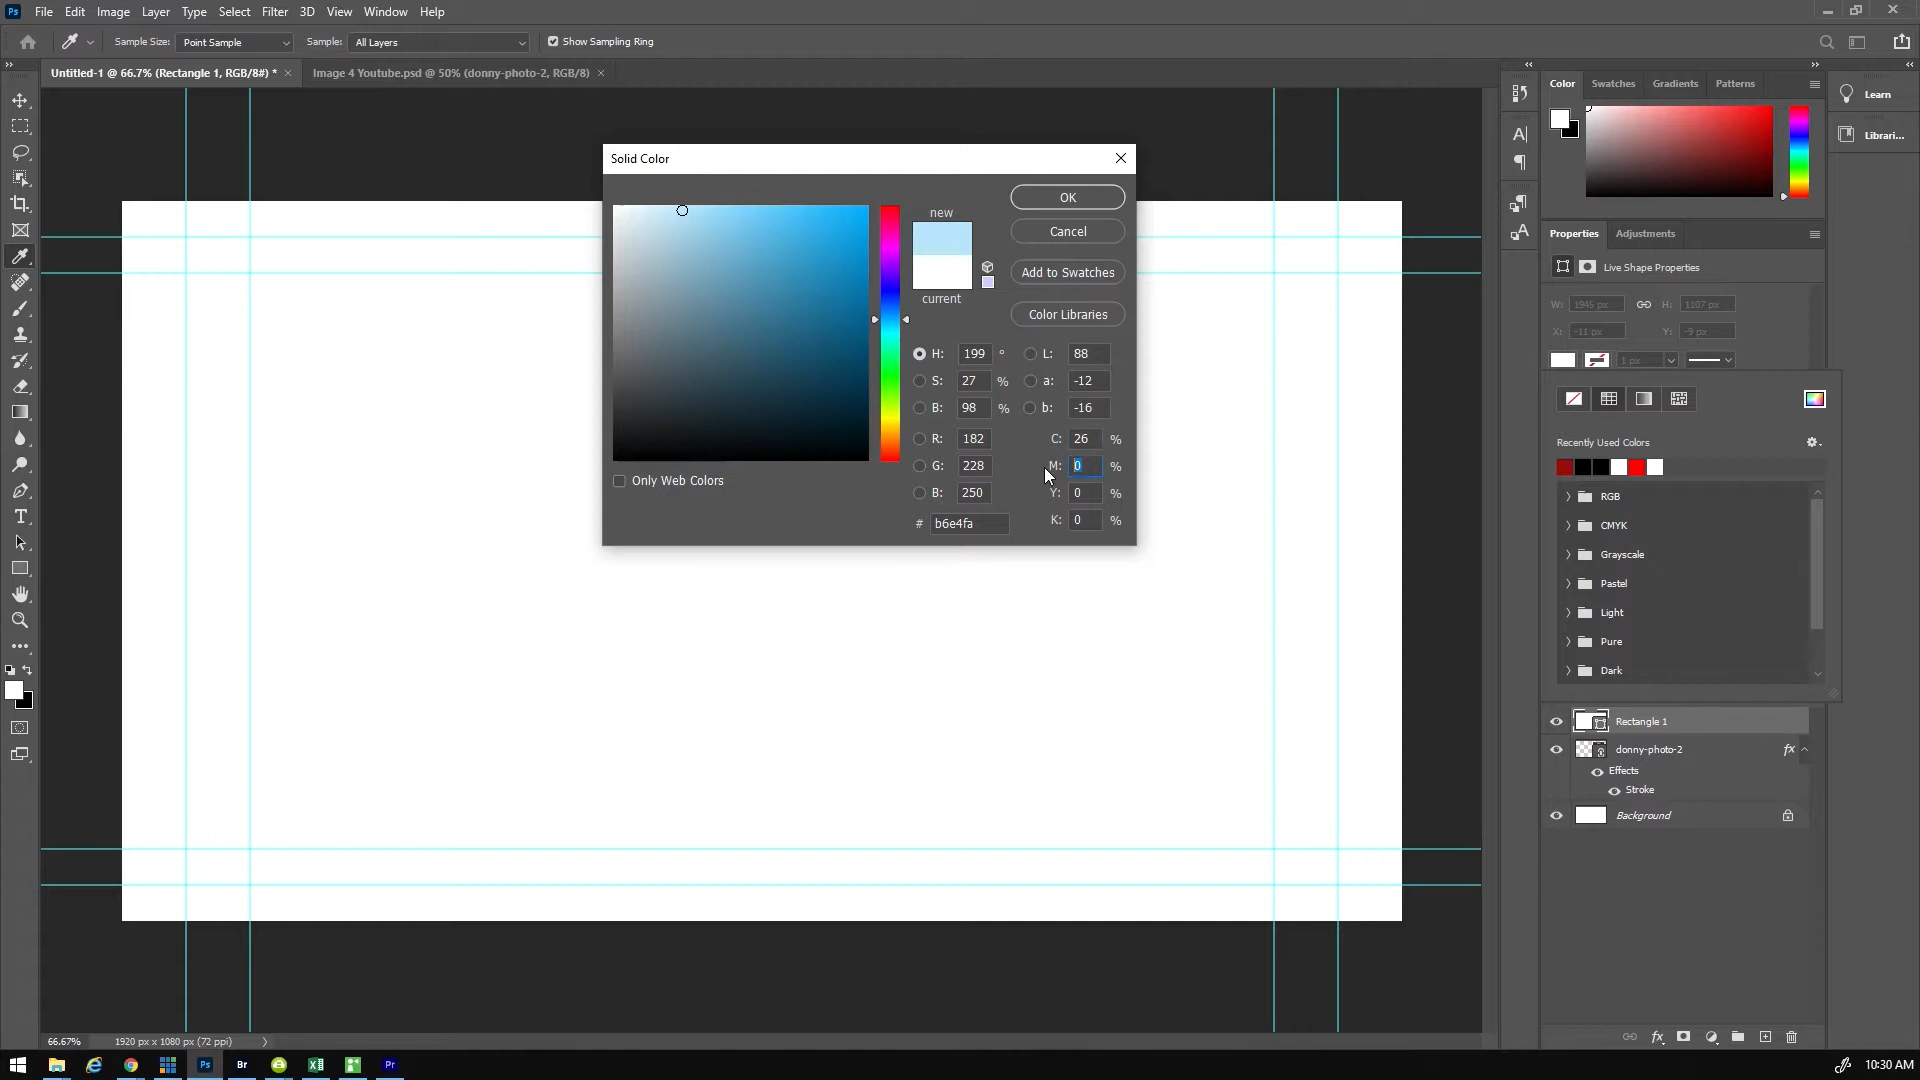 Ps File Edit Image Layer Type Select Filter 3D View Window Help
Sample Size: Point Sample Sample: All Layers Show Sampling Ring
Untitled-1 @ 66.7% (Rectangle 1, RGB/8#) * × Image 4 Youtube.psd @ 50% (donny-photo-2, RGB/8) ×
Solid Color
OK
Cancel
Add to Swatches
Color Libraries
new
current
H: 199 ° L: 88
S: 27 % a: -12
B: 98 % b: -16
R: 182 C: 26 %
G: 228 M: 0 %
B: 250 Y: 0 %
# b6e4fa K: 0 %
Only Web Colors
Color Swatches Gradients Patterns
Learn
Librari...
Properties Adjustments
Live Shape Properties
W: 1945 px H: 1107 px
X: -11 px Y: -9 px
1 px
Recently Used Colors
RGB
CMYK
Grayscale
Pastel
Light
Pure
Dark
Rectangle 1
donny-photo-2 fx
Effects
Stroke
Background
fx
66.67% 1920 px x 1080 px (72 ppi)
Ps Br Pr 10:30 AM